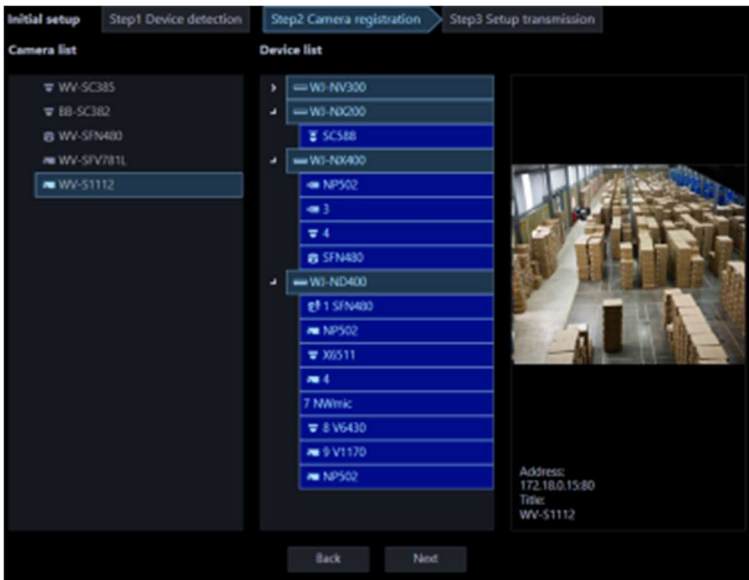 Initial setup
Step1 Device detection
Step2 Camera registration
Step3 Setup transmission
Camera list
WV-SC385
BB-SC382
WV-SFN480
WV-SFV781L
WV-S1112
Device list
WJ-NV300
WJ-NX200
SC588
WJ-NX400
NP502
3
4
SFN480
WJ-ND400
1 SFN480
NP502
X6511
4
7 NWmic
8 V6430
9 V1170
NP502
Address:
172.18.0.15:80
Title:
WV-S1112
Back
Next